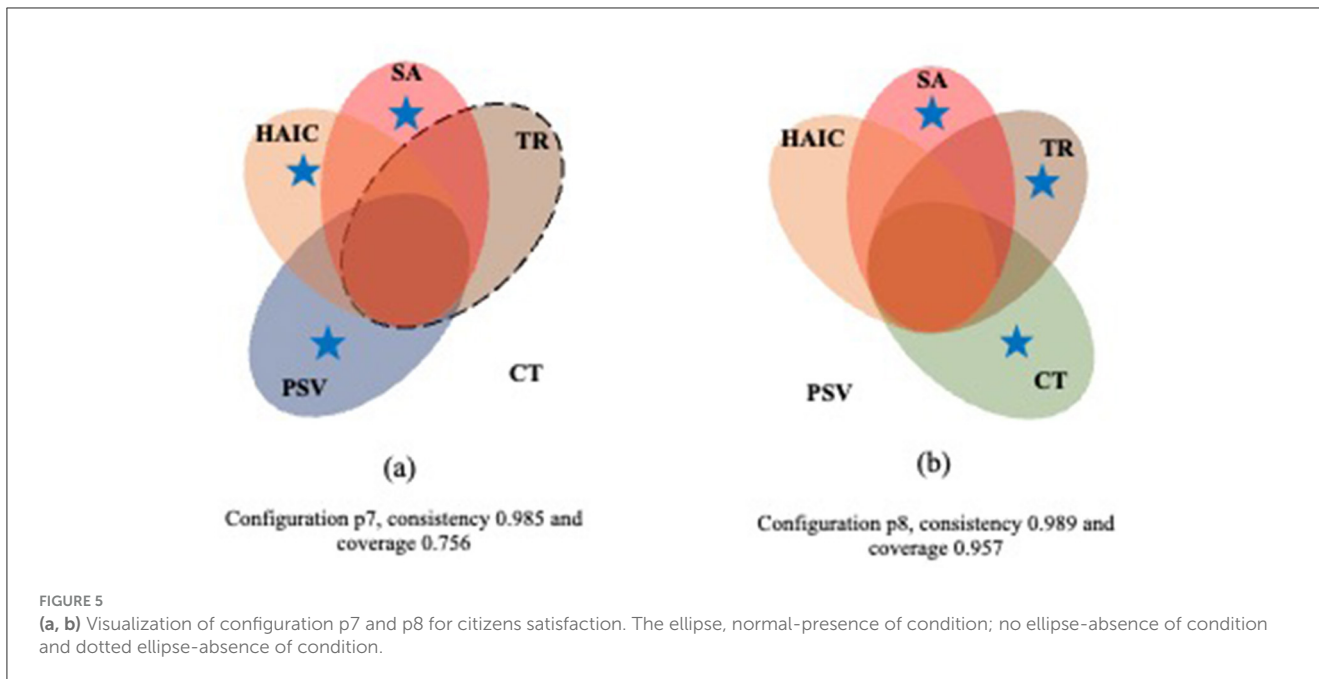 SA
HAIC
TR
PSV
CT
(a)
Configuration p7, consistency 0.985 and
coverage 0.756
SA
HAIC
TR
PSV
CT
(b)
Configuration p8, consistency 0.989 and
coverage 0.957
FIGURE 5
(a, b) Visualization of configuration p7 and p8 for citizens satisfaction. The ellipse, normal-presence of condition; no ellipse-absence of condition
and dotted ellipse-absence of condition.